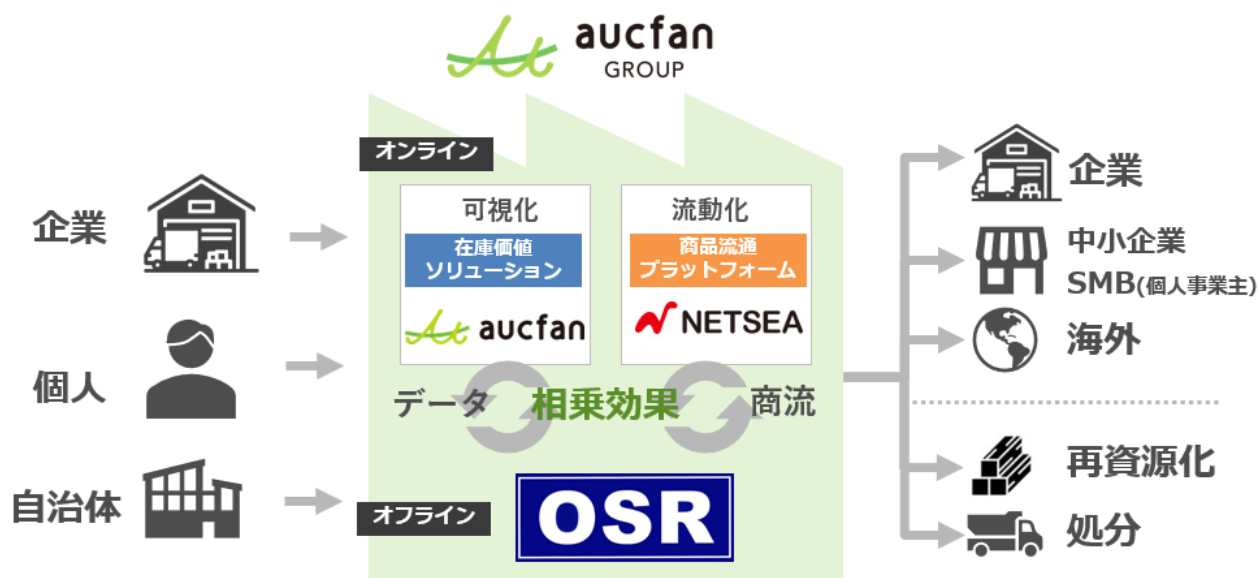 aucfan
GROUP
オンライン
企業
個人
自治体
可視化
在庫価値
ソリューション
aucfan
流動化
商品流通
プラットフォーム
NETSEA
データ
相乗効果
商流
オフライン
OSR
企業
中小企業
SMB(個人事業主)
海外
再資源化
処分